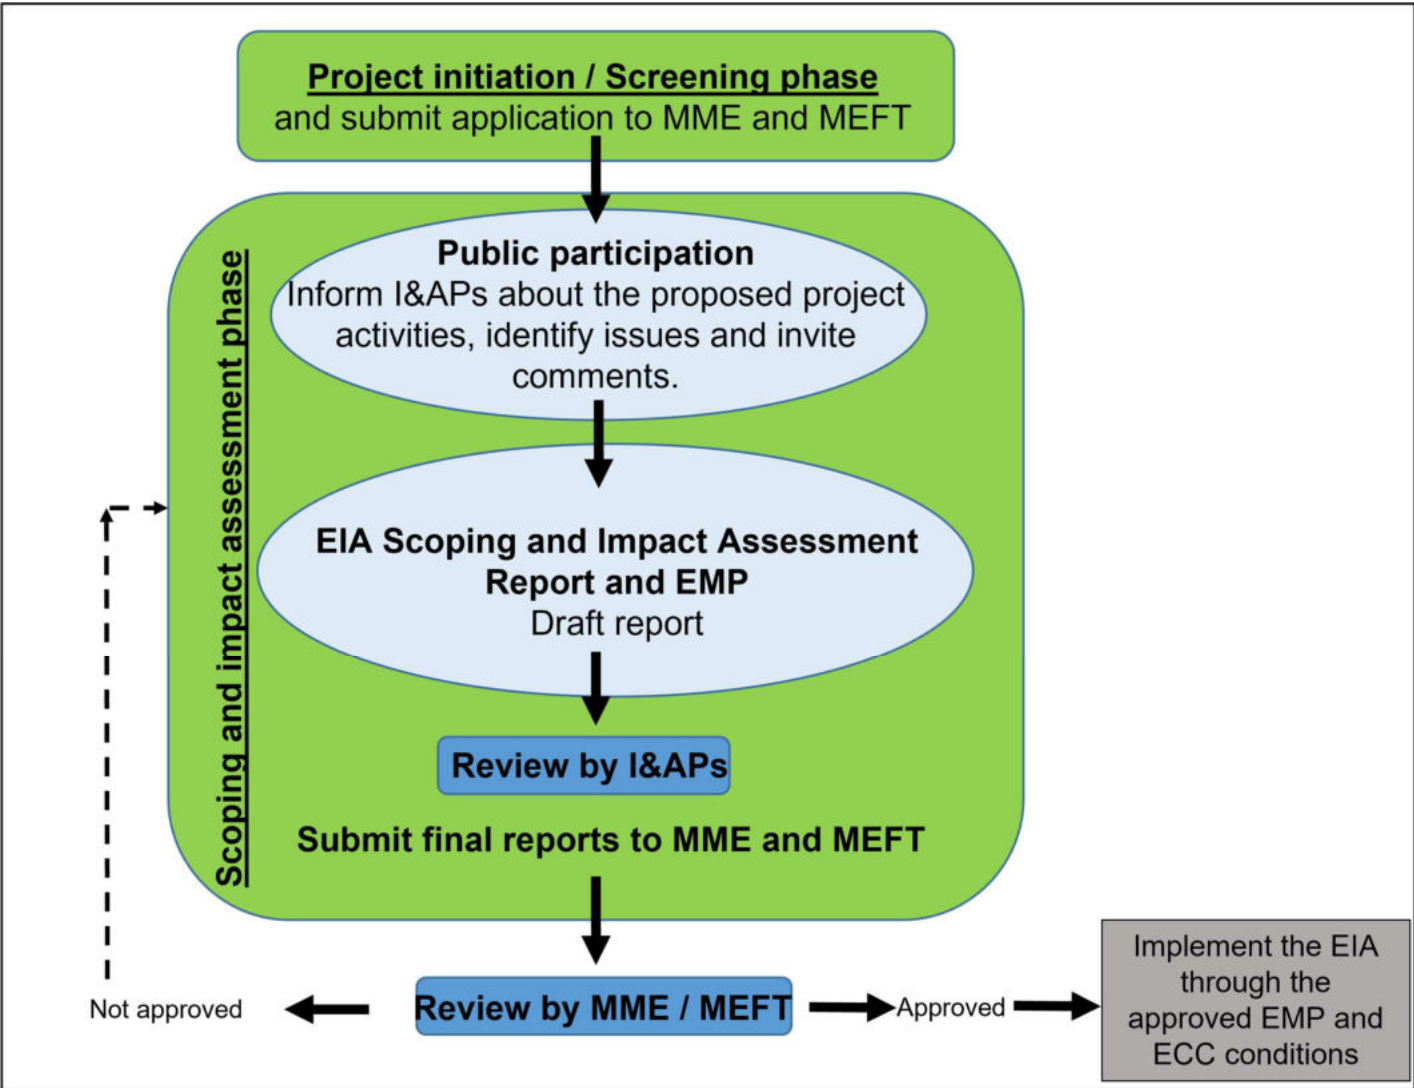 Project initiation / Screening phase
and submit application to MME and MEFT
Scoping and impact assessment phase
Public participation
Inform I&APs about the proposed project
activities, identify issues and invite
comments.
EIA Scoping and Impact Assessment
Report and EMP
Draft report
Review by I&APs
Submit final reports to MME and MEFT
Not approved
Review by MME / MEFT
Approved
Implement the EIA
through the
approved EMP and
ECC conditions